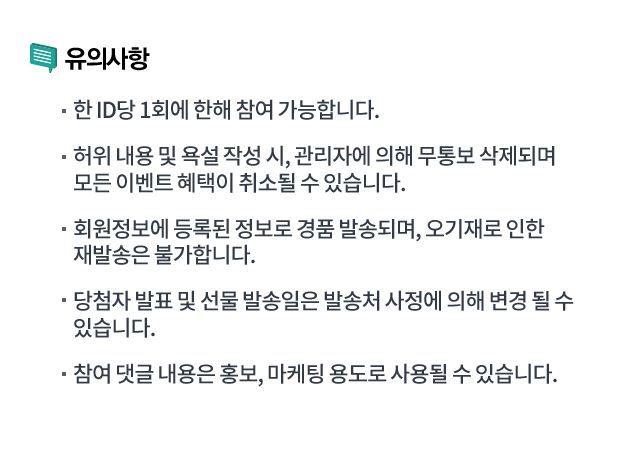 유의사항
· 한 ID당 1회에 한해 참여 가능합니다.
· 허위 내용 및 욕설 작성 시, 관리자에 의해 무통보 삭제되며
모든 이벤트 혜택이 취소될 수 있습니다.
· 회원정보에 등록된 정보로 경품 발송되며, 오기재로 인한
재발송은 불가합니다.
· 당첨자 발표 및 선물 발송일은 발송처 사정에 의해 변경 될 수
있습니다.
· 참여 댓글 내용은 홍보, 마케팅 용도로 사용될 수 있습니다.